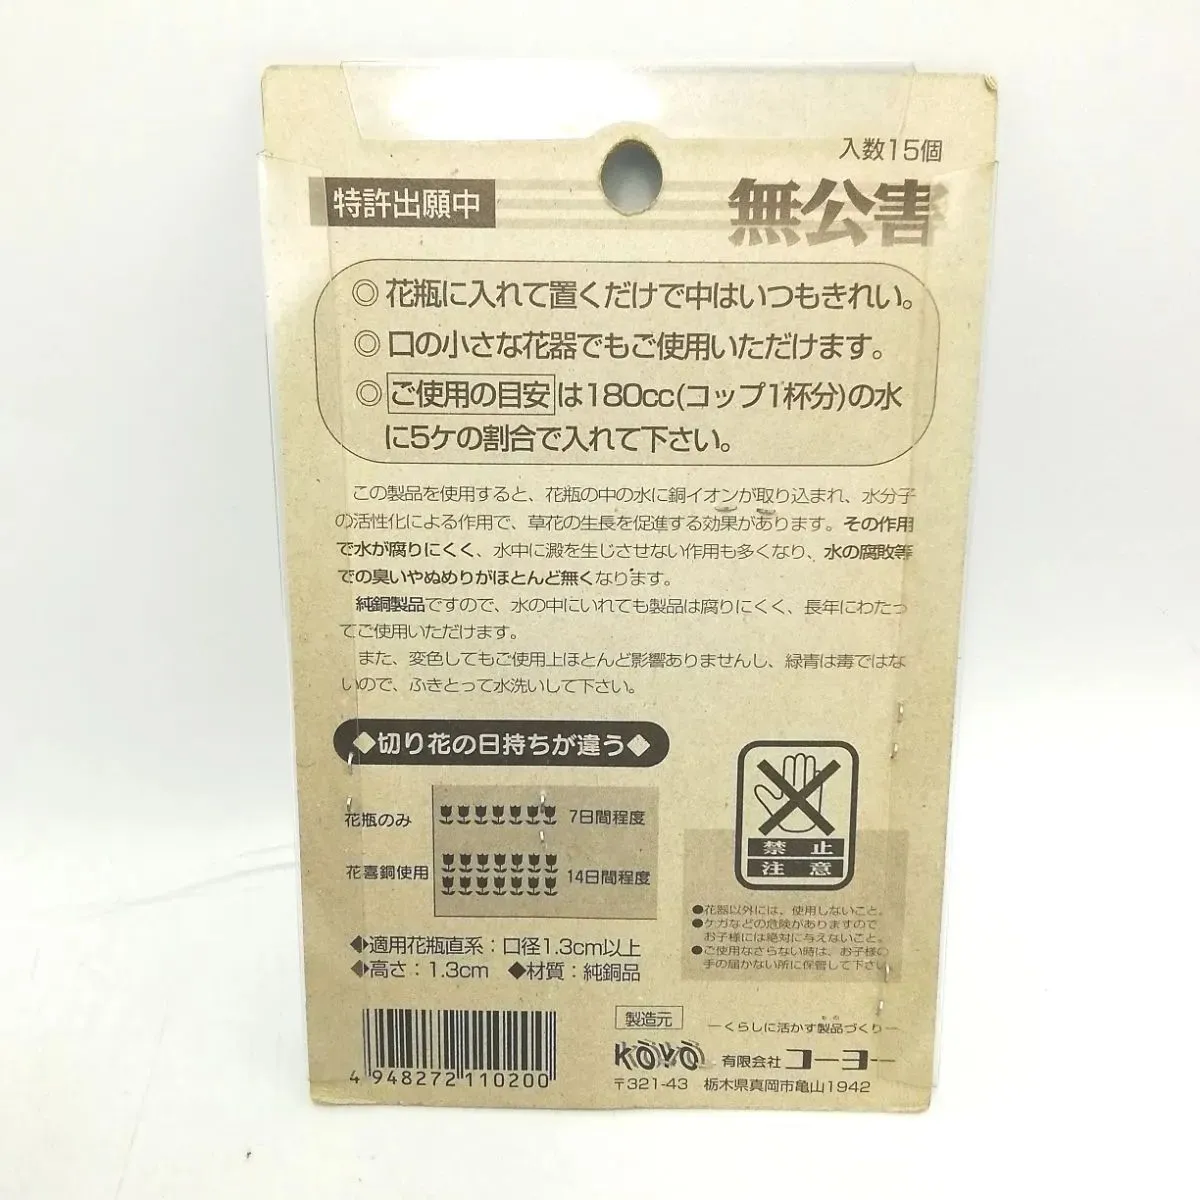 入数15個
特許出願中
無公害
◎ 花瓶に入れて置くだけで中はいつもきれい。
◎ 口の小さな花器でもご使用いただけます。
◎ ご使用の目安は180cc(コップ1杯分)の水
に5ケの割合で入れて下さい。
この製品を使用すると、花瓶の中の水に銅イオンが取り込まれ、水分子
の活性化による作用で、草花の生長を促進する効果があります。その作用
で水が腐りにくく、水中に澱を生じさせない作用も多くなり、水の腐敗等
での臭いやぬめりがほとんど無くなります。
純銅製品ですので、水の中にいれても製品は腐りにくく、長年にわたっ
てご使用いただけます。
また、変色してもご使用上ほとんど影響ありませんし、緑青は毒ではな
いので、ふきとって水洗いして下さい。
◆切り花の日持ちが違う◆
花瓶のみ 7日間程度
花喜銅使用 14日間程度
禁止
注意
●花器以外には、使用しないこと。
●ケガなどの危険がありますので
お子様には絶対に与えないこと。
●ご使用なさらない時は、お子様の
手の届かない所に保管して下さい
◆適用花瓶直系:口径1.3cm以上
◆高さ:1.3cm ◆材質:純銅品
4 948272 110200
製造元
―くらしに活かす製品づくり―
もの
KOYO 有限会社コーヨー
〒321-43 栃木県真岡市亀山1942